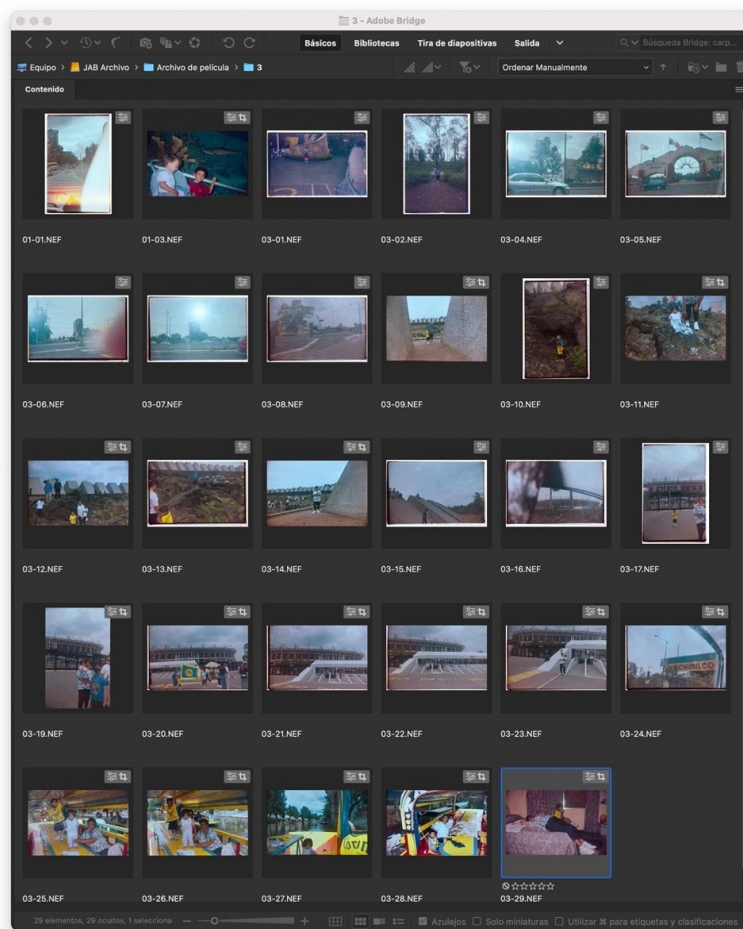 3 - Adobe Bridge
Básicos Bibliotecas Tira de diapositivas Salida Búsqueda Bridge: carp...
Equipo > JAB Archivo > Archivo de película > 3 Ordenar Manualmente
Contenido
01-01.NEF 01-03.NEF 03-01.NEF 03-02.NEF 03-04.NEF 03-05.NEF
03-06.NEF 03-07.NEF 03-08.NEF 03-09.NEF 03-10.NEF 03-11.NEF
03-12.NEF 03-13.NEF 03-14.NEF 03-15.NEF 03-16.NEF 03-17.NEF
03-19.NEF 03-20.NEF 03-21.NEF 03-22.NEF 03-23.NEF 03-24.NEF
03-25.NEF 03-26.NEF 03-27.NEF 03-28.NEF 03-29.NEF
29 elementos, 29 ocultos, 1 selecciona Azulejos Solo miniaturas Utilizar ⌘ para etiquetas y clasificaciones